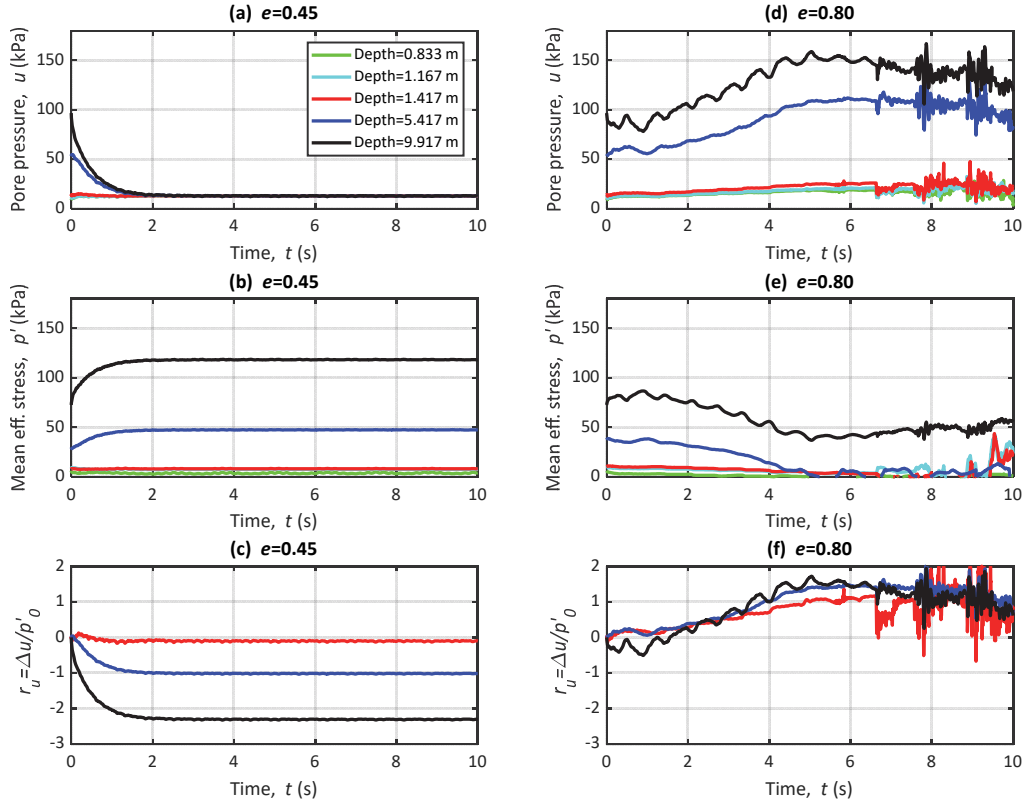 (a) e=0.45
Pore pressure, u (kPa)
150
100
50
0
Depth=0.833 m
Depth=1.167 m
Depth=1.417 m
Depth=5.417 m
Depth=9.917 m
0 2 4 6 8 10
Time, t (s)
(d) e=0.80
Pore pressure, u (kPa)
150
100
50
0
0 2 4 6 8 10
Time, t (s)
(b) e=0.45
Mean eff. stress, p' (kPa)
150
100
50
0
0 2 4 6 8 10
Time, t (s)
(e) e=0.80
Mean eff. stress, p' (kPa)
150
100
50
0
0 2 4 6 8 10
Time, t (s)
(c) e=0.45
r_u=Δu/p'_0
2
1
0
-1
-2
-3
0 2 4 6 8 10
Time, t (s)
(f) e=0.80
r_u=Δu/p'_0
2
1
0
-1
-2
-3
0 2 4 6 8 10
Time, t (s)